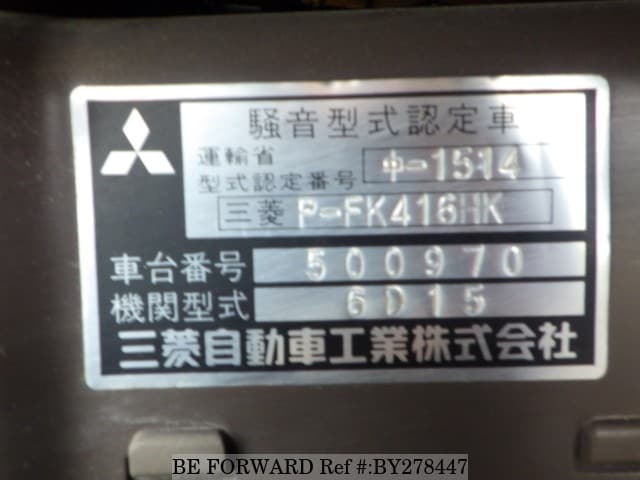 騒音型式認定車
運輸省
型式認定番号 中-1514
三菱 P-FK416HK
車台番号 500970
機関型式 6D15
三菱自動車工業株式会社
BE FORWARD Ref #:BY278447